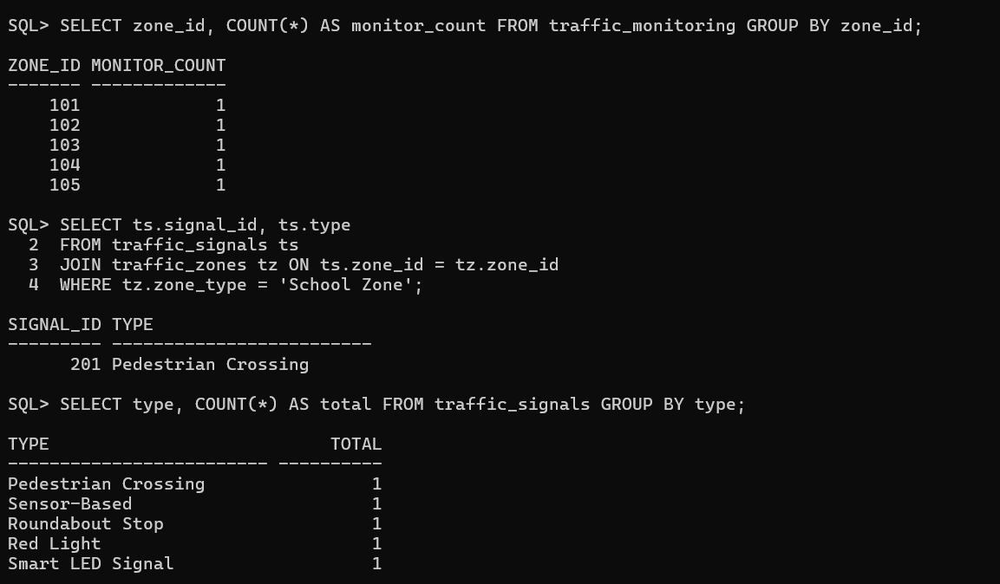 SQL> SELECT zone_id, COUNT(*) AS monitor_count FROM traffic_monitoring GROUP BY zone_id;
ZONE_ID MONITOR_COUNT
------- -------------
    101             1
    102             1
    103             1
    104             1
    105             1
SQL> SELECT ts.signal_id, ts.type
  2  FROM traffic_signals ts
  3  JOIN traffic_zones tz ON ts.zone_id = tz.zone_id
  4  WHERE tz.zone_type = 'School Zone';
SIGNAL_ID TYPE
--------- -------------------------
      201 Pedestrian Crossing
SQL> SELECT type, COUNT(*) AS total FROM traffic_signals GROUP BY type;
TYPE                           TOTAL
------------------------- ----------
Pedestrian Crossing                1
Sensor-Based                       1
Roundabout Stop                    1
Red Light                          1
Smart LED Signal                   1